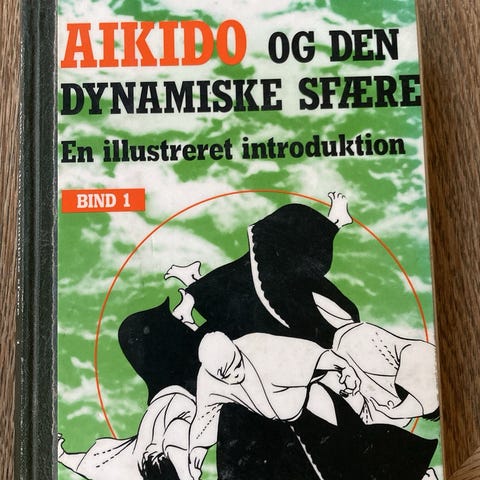 AIKIDO OG DEN
DYNAMISKE SFÆRE
En illustreret introduktion
BIND 1